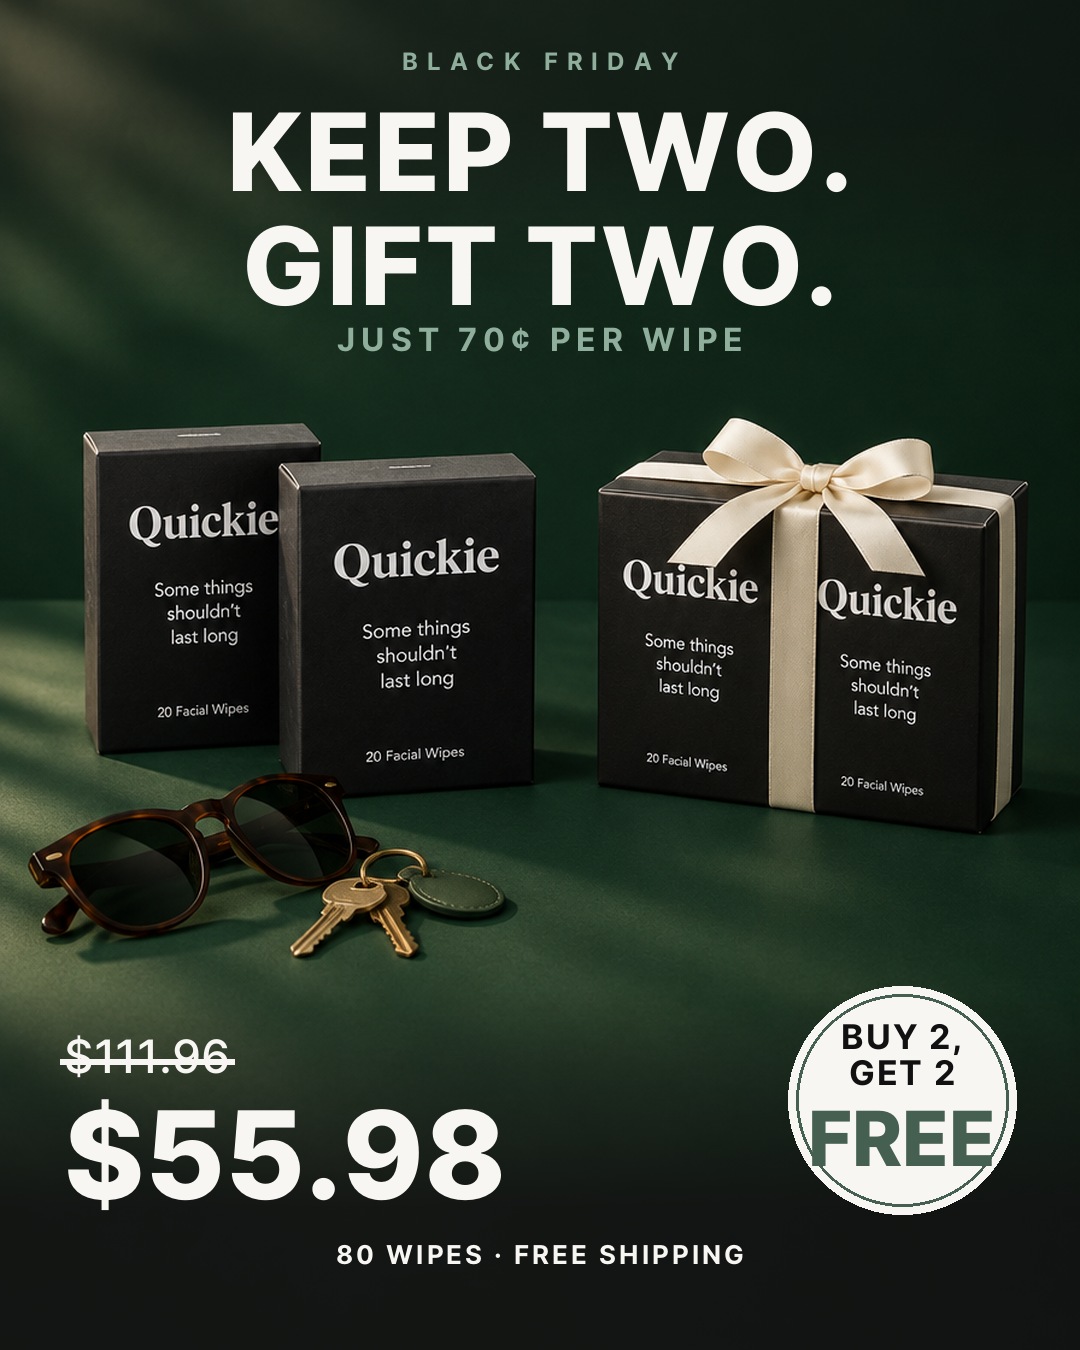 BLACK FRIDAY
KEEP TWO.
GIFT TWO.
JUST 70¢ PER WIPE
Quickie
Some things
shouldn't
last long
20 Facial Wipes
Quickie
Some things
shouldn't
last long
20 Facial Wipes
Quickie
Some things
shouldn't
last long
20 Facial Wipes
Quickie
Some things
shouldn't
last long
20 Facial Wipes
$111.96
$55.98
BUY 2,
GET 2
FREE
80 WIPES · FREE SHIPPING